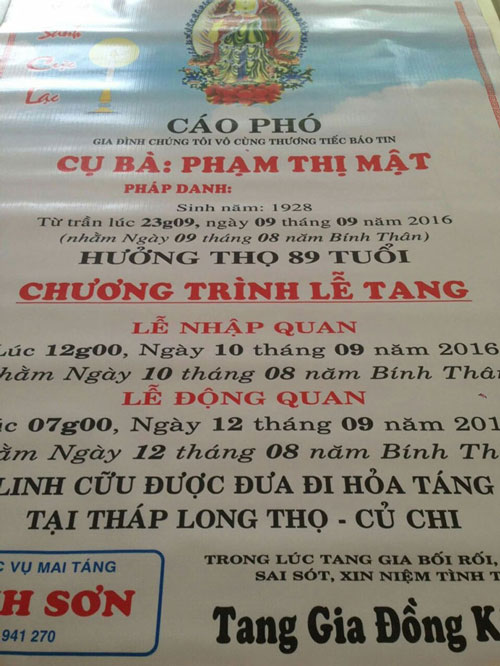 Cực
Lạc
CÁO PHÓ
GIA ĐÌNH CHÚNG TÔI VÔ CÙNG THƯƠNG TIẾC BÁO TIN
CỤ BÀ: PHẠM THỊ MẬT
PHÁP DANH:
Sinh năm: 1928
Từ trần lúc 23g09, ngày 09 tháng 09 năm 2016
(nhằm Ngày 09 tháng 08 năm Bính Thân)
HƯỞNG THỌ 89 TUỔI
CHƯƠNG TRÌNH LỄ TANG
LỄ NHẬP QUAN
Lúc 12g00, Ngày 10 tháng 09 năm 2016
hằm Ngày 10 tháng 08 năm Bính Thân
LỄ ĐỘNG QUAN
úc 07g00, Ngày 12 tháng 09 năm 201
ằm Ngày 12 tháng 08 năm Bính Thâ
LINH CỮU ĐƯỢC ĐƯA ĐI HỎA TÁNG
TẠI THÁP LONG THỌ - CỦ CHI
C VỤ MAI TÁNG
H SƠN
941 270
TRONG LÚC TANG GIA BỐI RỐI,
SAI SÓT, XIN NIỆM TÌNH T
Tang Gia Đồng K